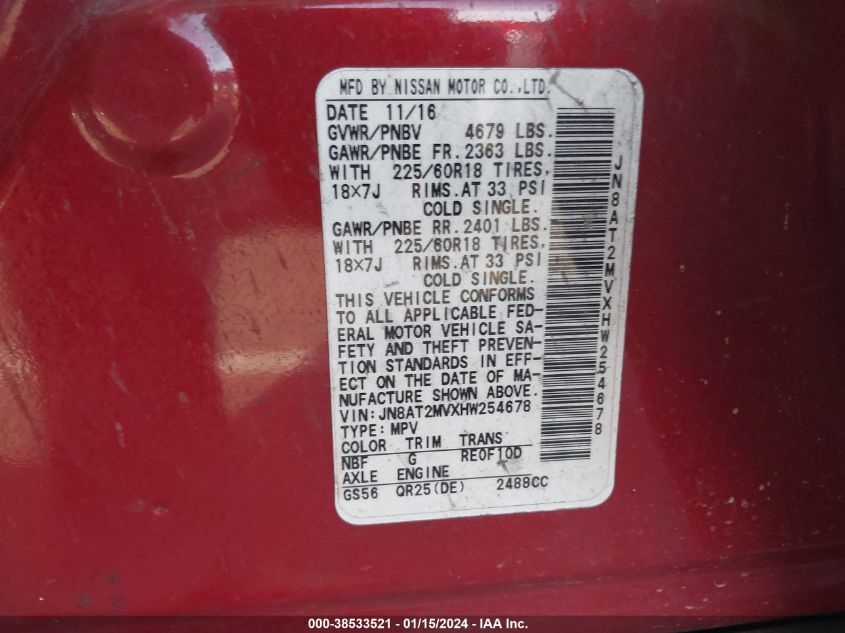 MFD BY NISSAN MOTOR CO.,LTD.
DATE 11/16
GVWR/PNBV 4679 LBS.
GAWR/PNBE FR. 2363 LBS.
WITH 225/60R18 TIRES,
18×7J RIMS.AT 33 PSI
COLD SINGLE.
GAWR/PNBE RR. 2401 LBS.
WITH 225/60R18 TIRES,
18×7J RIMS.AT 33 PSI
COLD SINGLE.
THIS VEHICLE CONFORMS
TO ALL APPLICABLE FED-
ERAL MOTOR VEHICLE SA-
FETY AND THEFT PREVEN-
TION STANDARDS IN EFF-
ECT ON THE DATE OF MA-
NUFACTURE SHOWN ABOVE.
VIN:JN8AT2MVXHW254678
TYPE:MPV
COLOR TRIM TRANS
NBF G RE0F10D
AXLE ENGINE
GS56 QR25(DE) 2488CC
JN8AT2MVXHW254678
000-38533521 - 01/15/2024 - IAA Inc.